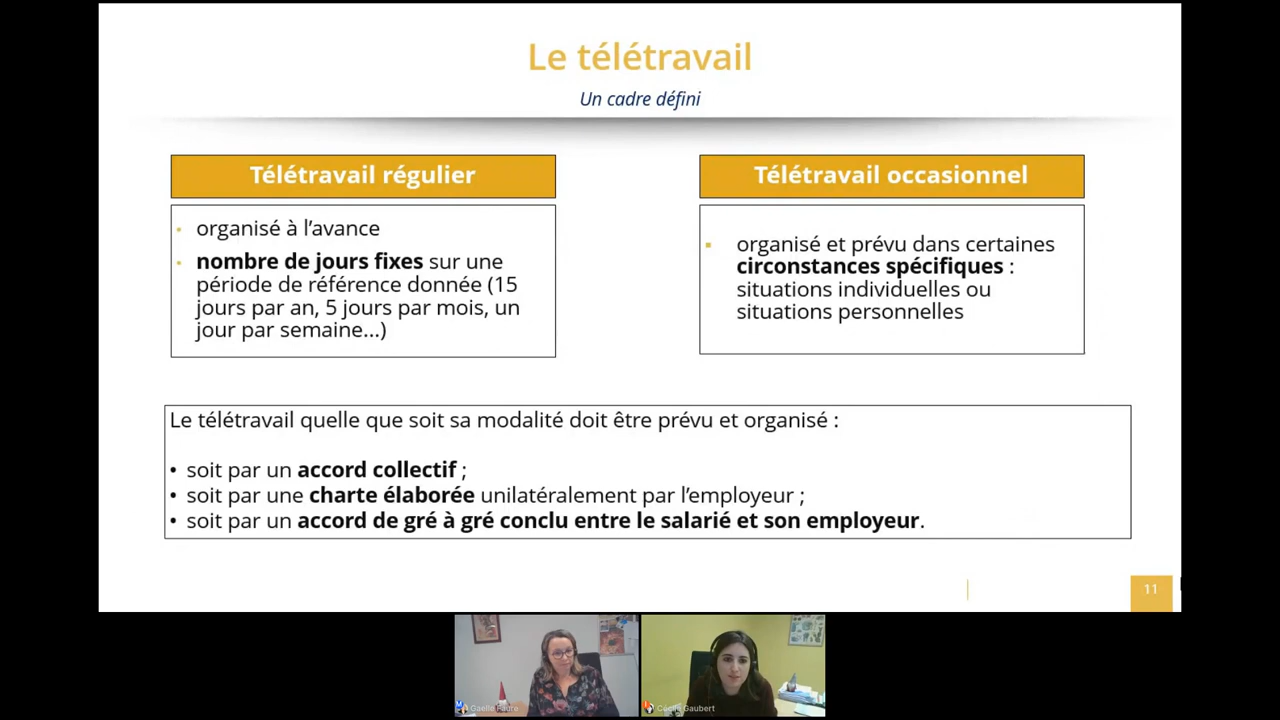 Le télétravail
Un cadre défini
Télétravail régulier
organisé à l’avance
nombre de jours fixes sur une
période de référence donnée (15
jours par an, 5 jours par mois, un
jour par semaine...)
Télétravail occasionnel
organisé et prévu dans certaines
circonstances spécifiques :
situations individuelles ou
situations personnelles
Le télétravail quelle que soit sa modalité doit être prévu et organisé :
• soit par un accord collectif ;
• soit par une charte élaborée unilatéralement par l’employeur ;
• soit par un accord de gré à gré conclu entre le salarié et son employeur.
11
Gaëlle Faure
Cécile Gaubert